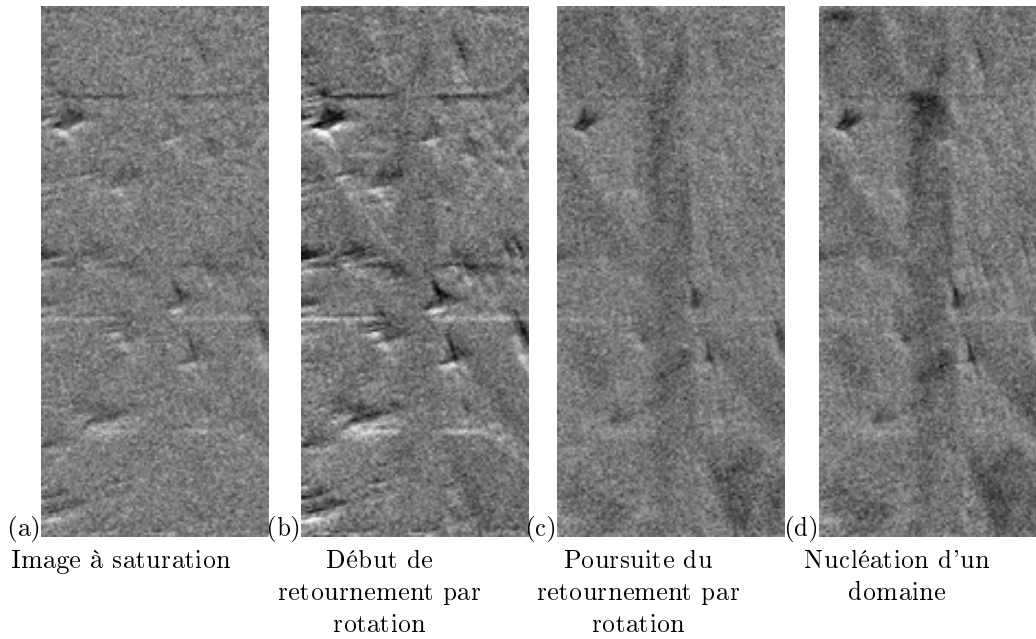 (a)
Image à saturation
(b)
Début de
retournement par
rotation
(c)
Poursuite du
retournement par
rotation
(d)
Nucléation d'un
domaine